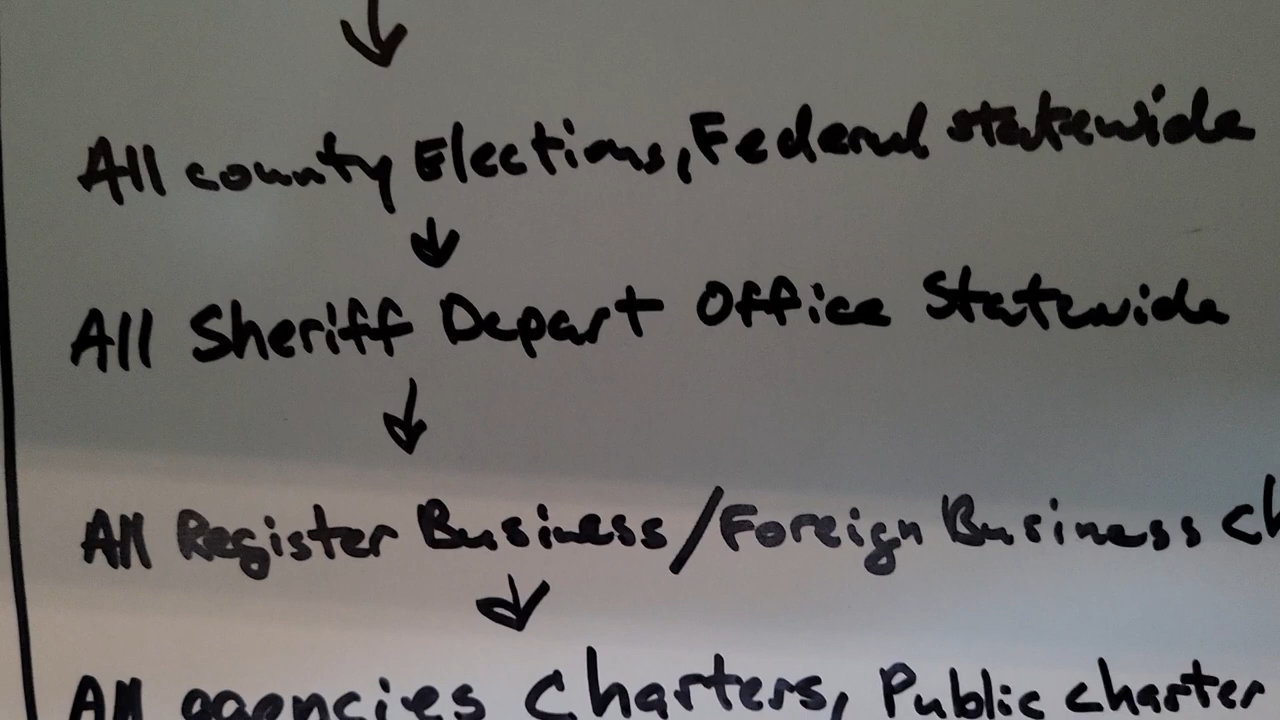 All county Elections, Federal statewide
All Sheriff Depart Office Statewide
All Register Business/Foreign Business
All agencies Charters, Public charter